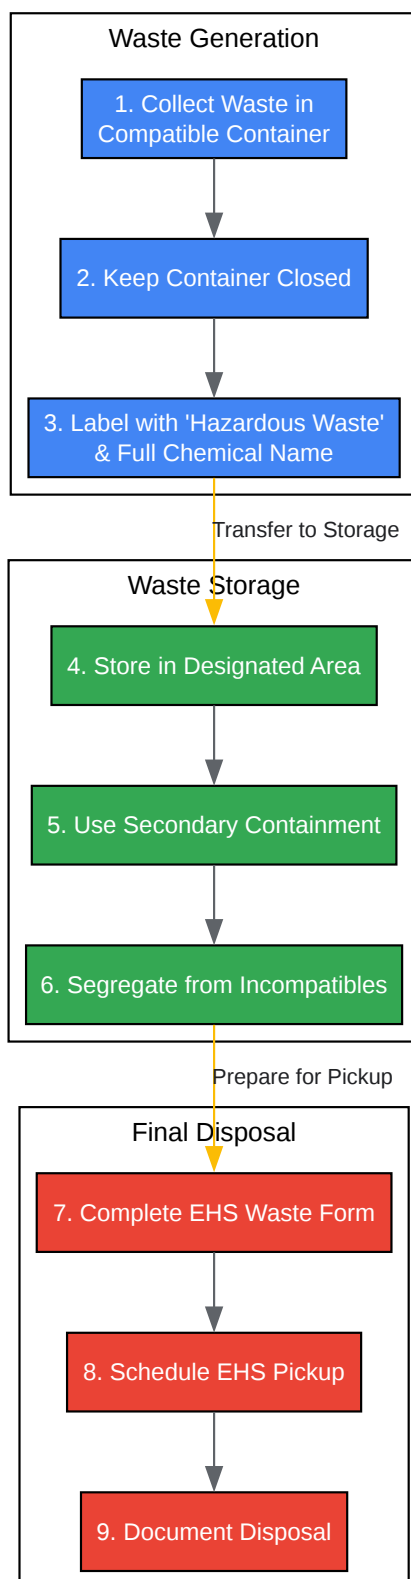 Waste Generation
1. Collect Waste in
Compatible Container
2. Keep Container Closed
3. Label with 'Hazardous Waste'
& Full Chemical Name
Transfer to Storage
Waste Storage
4. Store in Designated Area
5. Use Secondary Containment
6. Segregate from Incompatibles
Prepare for Pickup
Final Disposal
7. Complete EHS Waste Form
8. Schedule EHS Pickup
9. Document Disposal